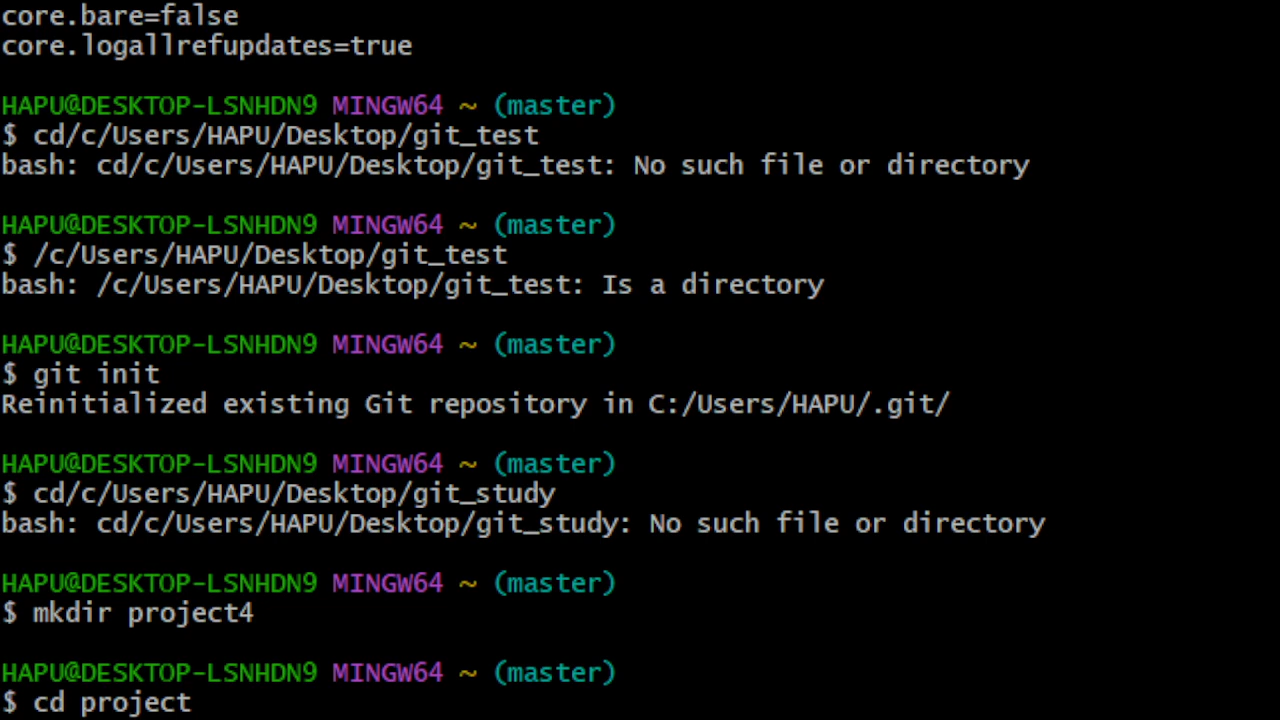 core.bare=false
core.logallrefupdates=true
HAPU@DESKTOP-LSNHDN9 MINGW64 ~ (master)
$ cd/c/Users/HAPU/Desktop/git_test
bash: cd/c/Users/HAPU/Desktop/git_test: No such file or directory
HAPU@DESKTOP-LSNHDN9 MINGW64 ~ (master)
$ /c/Users/HAPU/Desktop/git_test
bash: /c/Users/HAPU/Desktop/git_test: Is a directory
HAPU@DESKTOP-LSNHDN9 MINGW64 ~ (master)
$ git init
Reinitialized existing Git repository in C:/Users/HAPU/.git/
HAPU@DESKTOP-LSNHDN9 MINGW64 ~ (master)
$ cd/c/Users/HAPU/Desktop/git_study
bash: cd/c/Users/HAPU/Desktop/git_study: No such file or directory
HAPU@DESKTOP-LSNHDN9 MINGW64 ~ (master)
$ mkdir project4
HAPU@DESKTOP-LSNHDN9 MINGW64 ~ (master)
$ cd project